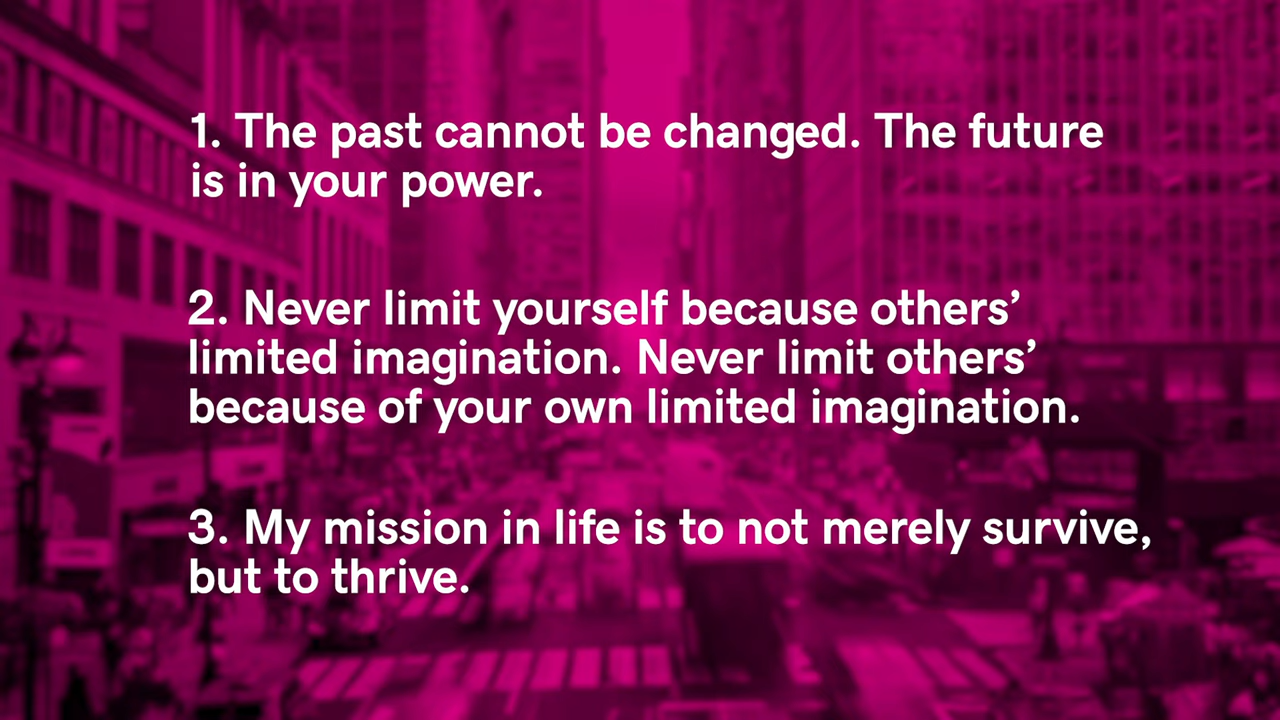 1. The past cannot be changed. The future
is in your power.
2. Never limit yourself because others’
limited imagination. Never limit others’
because of your own limited imagination.
3. My mission in life is to not merely survive,
but to thrive.